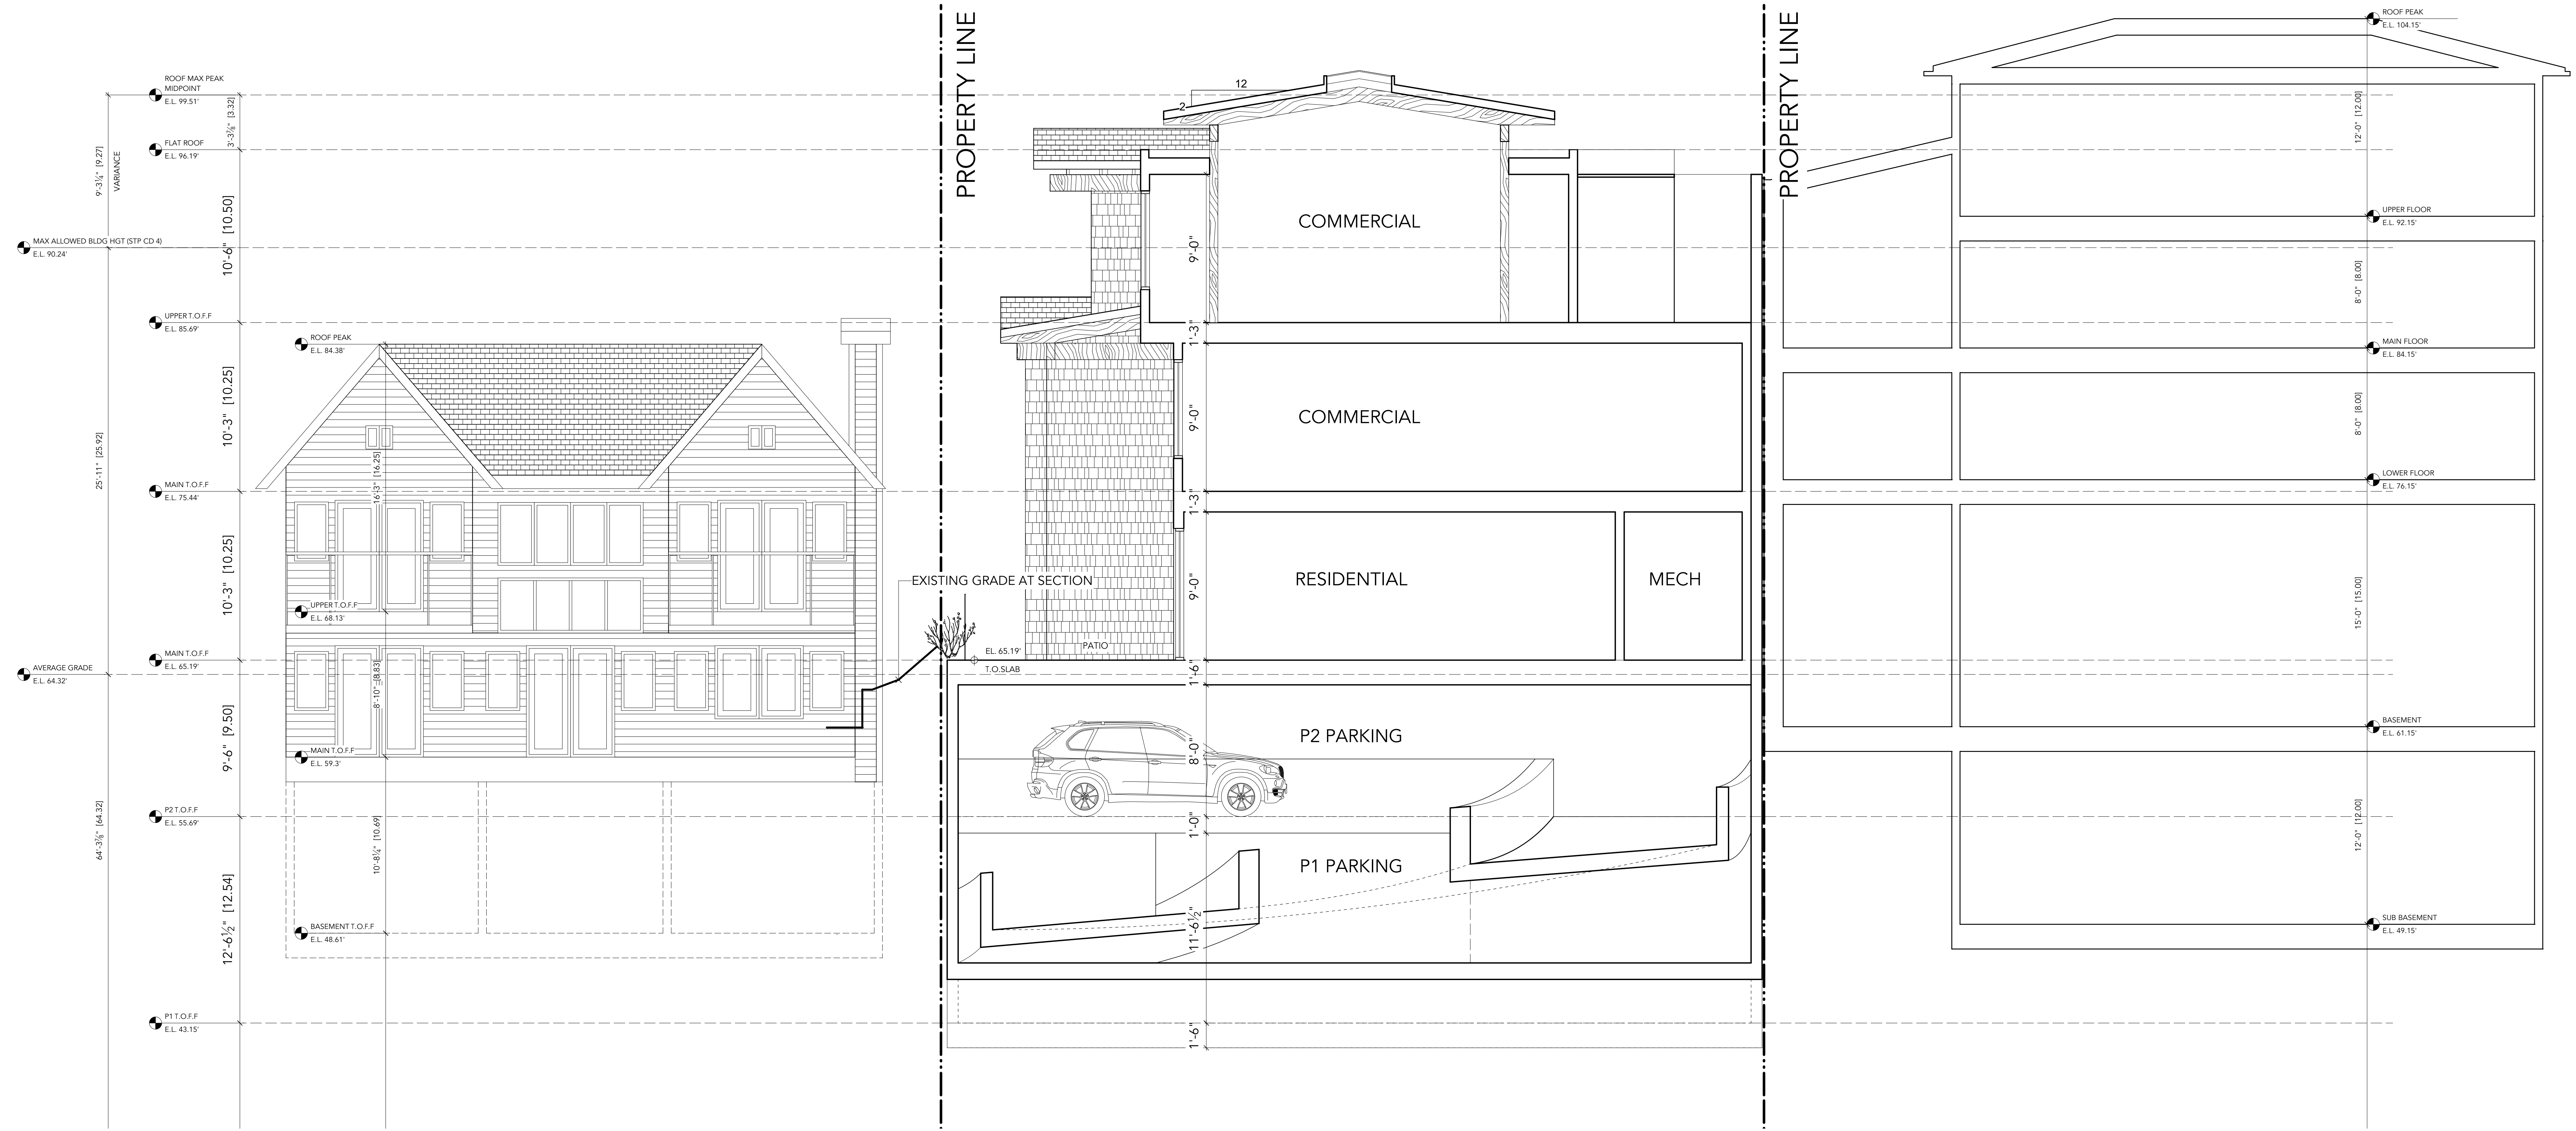 ROOF MAX PEAK
MIDPOINT
E.L. 99.51'
3'-3⅞" [3.32]
FLAT ROOF
E.L. 96.19'
9'-3¼" [9.27]
VARIANCE
10'-6" [10.50]
MAX ALLOWED BLDG HGT (STP CD 4)
E.L. 90.24'
UPPER T.O.F.F
E.L. 85.69'
10'-3" [10.25]
25'-11" [25.92]
MAIN T.O.F.F
E.L. 75.44'
10'-3" [10.25]
MAIN T.O.F.F
E.L. 65.19'
AVERAGE GRADE
E.L. 64.32'
9'-6" [9.50]
P2 T.O.F.F
E.L. 55.69'
64'-3⅞" [64.32]
12'-6½" [12.54]
P1 T.O.F.F
E.L. 43.15'
ROOF PEAK
E.L. 84.38'
16'-3" [16.25]
UPPER T.O.F.F
E.L. 68.13'
8'-10" [8.83]
MAIN T.O.F.F
E.L. 59.3'
10'-8¼" [10.69]
BASEMENT T.O.F.F
E.L. 48.61'
EXISTING GRADE AT SECTION
PROPERTY LINE
12
2
COMMERCIAL
9'-0"
1'-3"
COMMERCIAL
9'-0"
1'-3"
RESIDENTIAL
MECH
9'-0"
PATIO
EL. 65.19'
T.O.SLAB
1'-6"
P2 PARKING
8'-0"
1'-0"
P1 PARKING
11'-6½"
1'-6"
PROPERTY LINE
ROOF PEAK
E.L. 104.15'
12'-0" [12.00]
UPPER FLOOR
E.L. 92.15'
8'-0" [8.00]
MAIN FLOOR
E.L. 84.15'
8'-0" [8.00]
LOWER FLOOR
E.L. 76.15'
15'-0" [15.00]
BASEMENT
E.L. 61.15'
12'-0" [12.00]
SUB BASEMENT
E.L. 49.15'